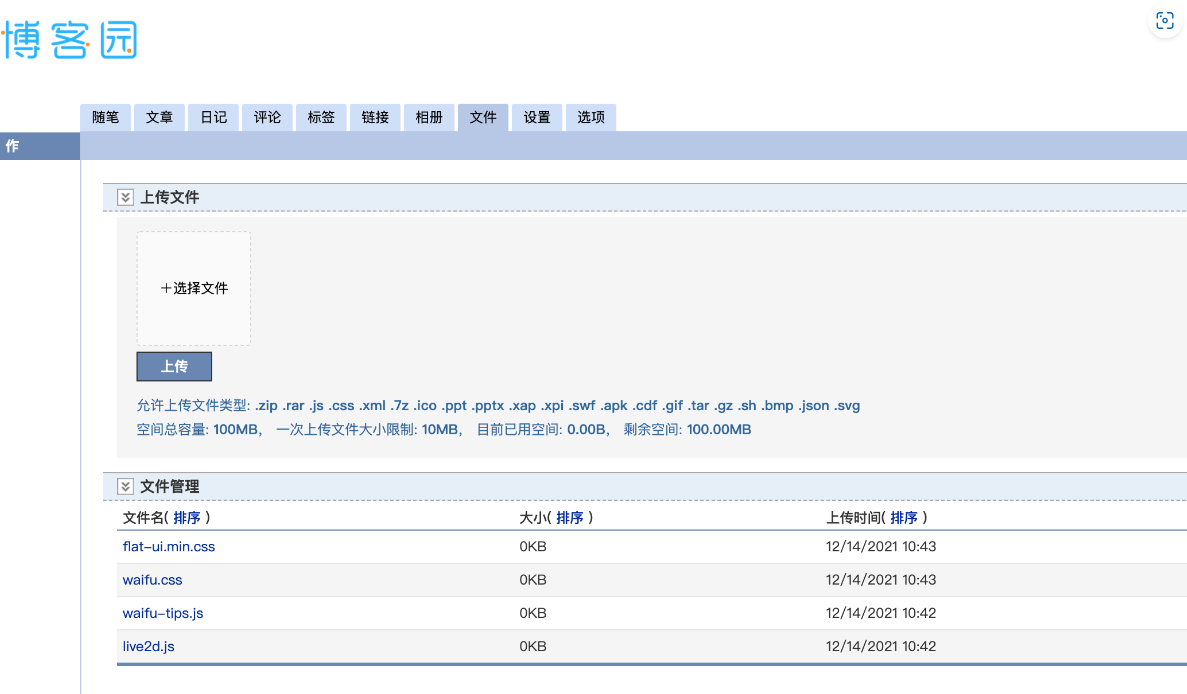 博客园
随笔 文章 日记 评论 标签 链接 相册 文件 设置 选项
作
上传文件
+选择文件
上传
允许上传文件类型: .zip .rar .js .css .xml .7z .ico .ppt .pptx .xap .xpi .swf .apk .cdf .gif .tar .gz .sh .bmp .json .svg
空间总容量: 100MB， 一次上传文件大小限制: 10MB， 目前已用空间: 0.00B， 剩余空间: 100.00MB
文件管理
文件名( 排序 ) 大小( 排序 ) 上传时间( 排序 )
flat-ui.min.css 0KB 12/14/2021 10:43
waifu.css 0KB 12/14/2021 10:43
waifu-tips.js 0KB 12/14/2021 10:42
live2d.js 0KB 12/14/2021 10:42